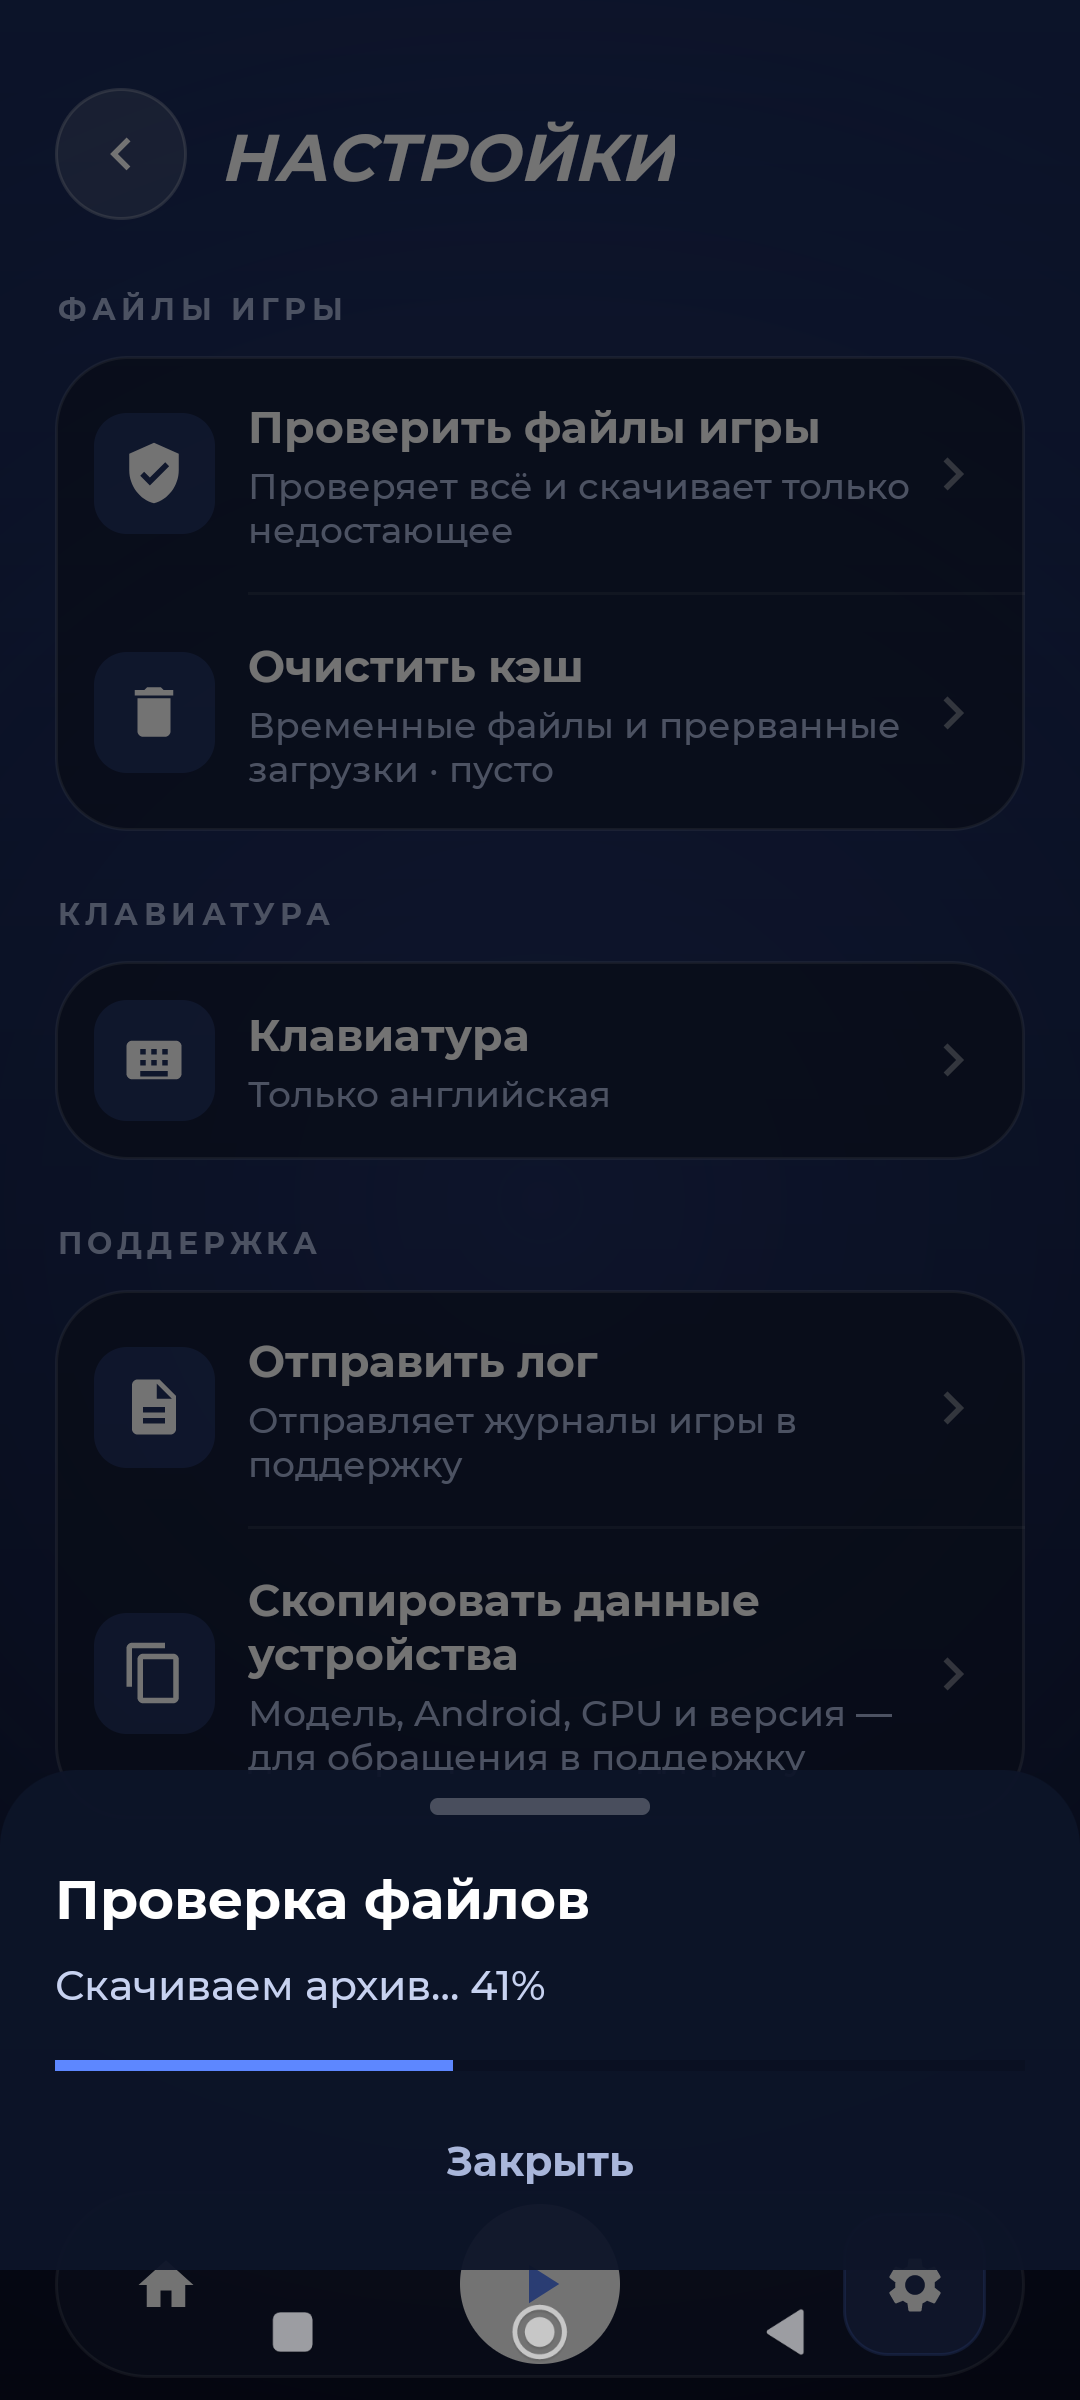 НАСТРОЙКИ
ФАЙЛЫ ИГРЫ
Проверить файлы игры
Проверяет всё и скачивает только
недостающее
Очистить кэш
Временные файлы и прерванные
загрузки · пусто
КЛАВИАТУРА
Клавиатура
Только английская
ПОДДЕРЖКА
Отправить лог
Отправляет журналы игры в
поддержку
Скопировать данные
устройства
Модель, Android, GPU и версия —
для обращения в поддержку
Проверка файлов
Скачиваем архив... 41%
Закрыть